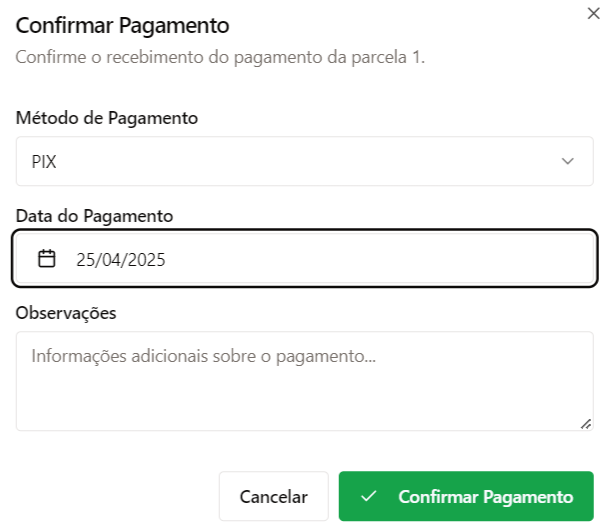 Confirmar Pagamento
Confirme o recebimento do pagamento da parcela 1.
Método de Pagamento
PIX
Data do Pagamento
25/04/2025
Observações
Informações adicionais sobre o pagamento...
Cancelar
Confirmar Pagamento